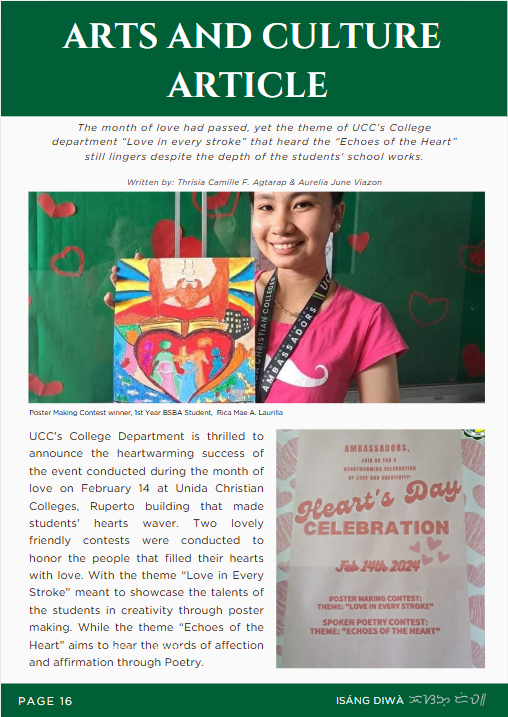 ARTS AND CULTURE
ARTICLE
The month of love had passed, yet the theme of UCC's College
department "Love in every stroke" that heard the "Echoes of the Heart"
still lingers despite the depth of the students' school works.
Written by: Thrisia Camille F. Agtarap & Aurelia June Viazon
CHRISTIAN COLLEGES
AMBASSADORS
Poster Making Contest winner, 1st Year BSBA Student, Rica Mae A. Laurilla
UCC's College Department is thrilled to
announce the heartwarming success of
the event conducted during the month of
love on February 14 at Unida Christian
Colleges, Ruperto building that made
students' hearts waver. Two lovely
friendly contests were conducted to
honor the people that filled their hearts
with love. With the theme "Love in Every
Stroke" meant to showcase the talents of
the students in creativity through poster
making. While the theme "Echoes of the
Heart" aims to hear the words of affection
and affirmation through Poetry.
AMBASSADORS,
JOIN US FOR A
HEARTWARMING CELEBRATION
OF LOVE AND CREATIVITY!
Heart's Day
CELEBRATION
Feb 14th 2024
POSTER MAKING CONTEST:
THEME: "LOVE IN EVERY STROKE"
SPOKEN POETRY CONTEST:
THEME: "ECHOES OF THE HEART"
PAGE 16
ISÁNG DIWÀ